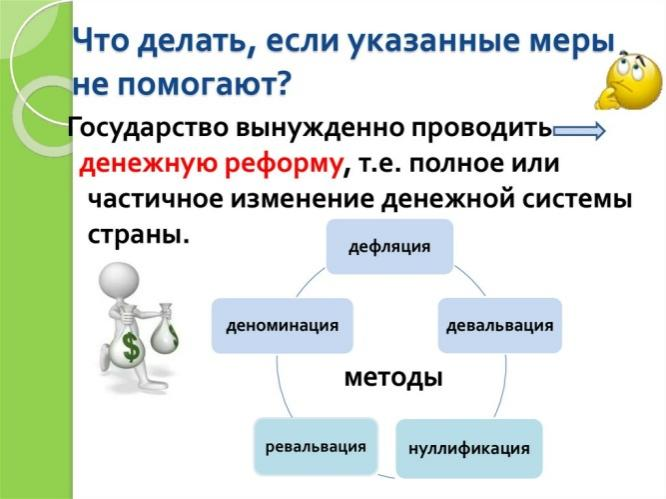 Что делать, если указанные меры
не помогают?
Государство вынужденно проводить
денежную реформу, т.е. полное или
частичное изменение денежной системы
страны.
дефляция
деноминация
девальвация
методы
ревальвация
нуллификация
$